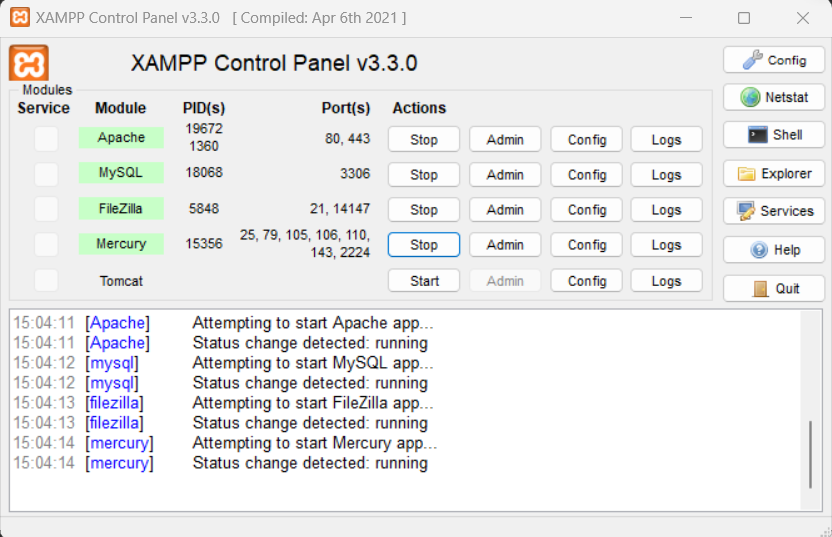 XAMPP Control Panel v3.3.0 [ Compiled: Apr 6th 2021 ]
XAMPP Control Panel v3.3.0
Config
Modules
Service Module PID(s) Port(s) Actions
Netstat
Apache 19672 1360 80, 443 Stop Admin Config Logs
Shell
MySQL 18068 3306 Stop Admin Config Logs
Explorer
FileZilla 5848 21, 14147 Stop Admin Config Logs
Services
Mercury 15356 25, 79, 105, 106, 110, 143, 2224 Stop Admin Config Logs
Help
Tomcat Start Admin Config Logs
Quit
15:04:11 [Apache] Attempting to start Apache app...
15:04:11 [Apache] Status change detected: running
15:04:12 [mysql] Attempting to start MySQL app...
15:04:12 [mysql] Status change detected: running
15:04:13 [filezilla] Attempting to start FileZilla app...
15:04:13 [filezilla] Status change detected: running
15:04:14 [mercury] Attempting to start Mercury app...
15:04:14 [mercury] Status change detected: running